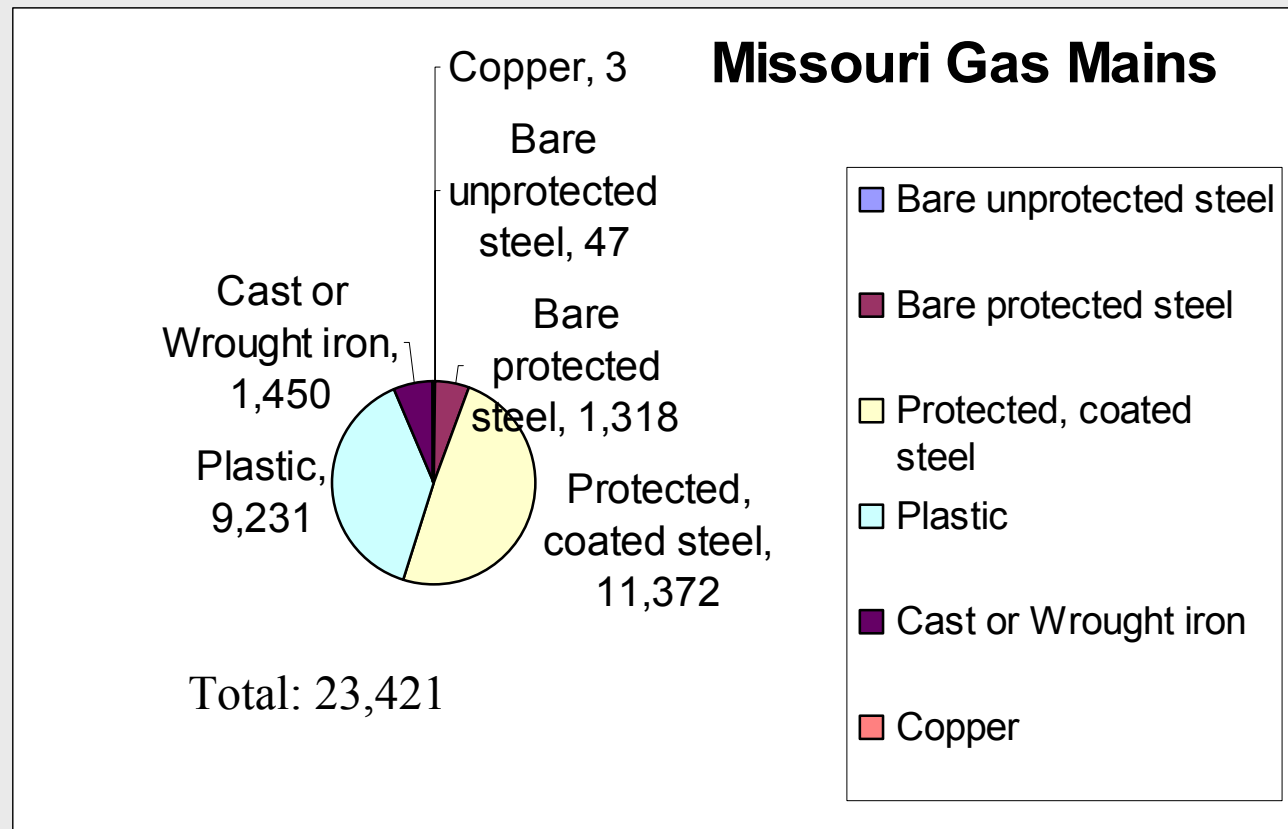 Missouri Gas Mains
Copper, 3
Bare
unprotected
steel, 47
Cast or
Wrought iron,
1,450
Bare
protected
steel, 1,318
Plastic,
9,231
Protected,
coated steel,
11,372
Total: 23,421
Bare unprotected steel
Bare protected steel
Protected, coated
steel
Plastic
Cast or Wrought iron
Copper